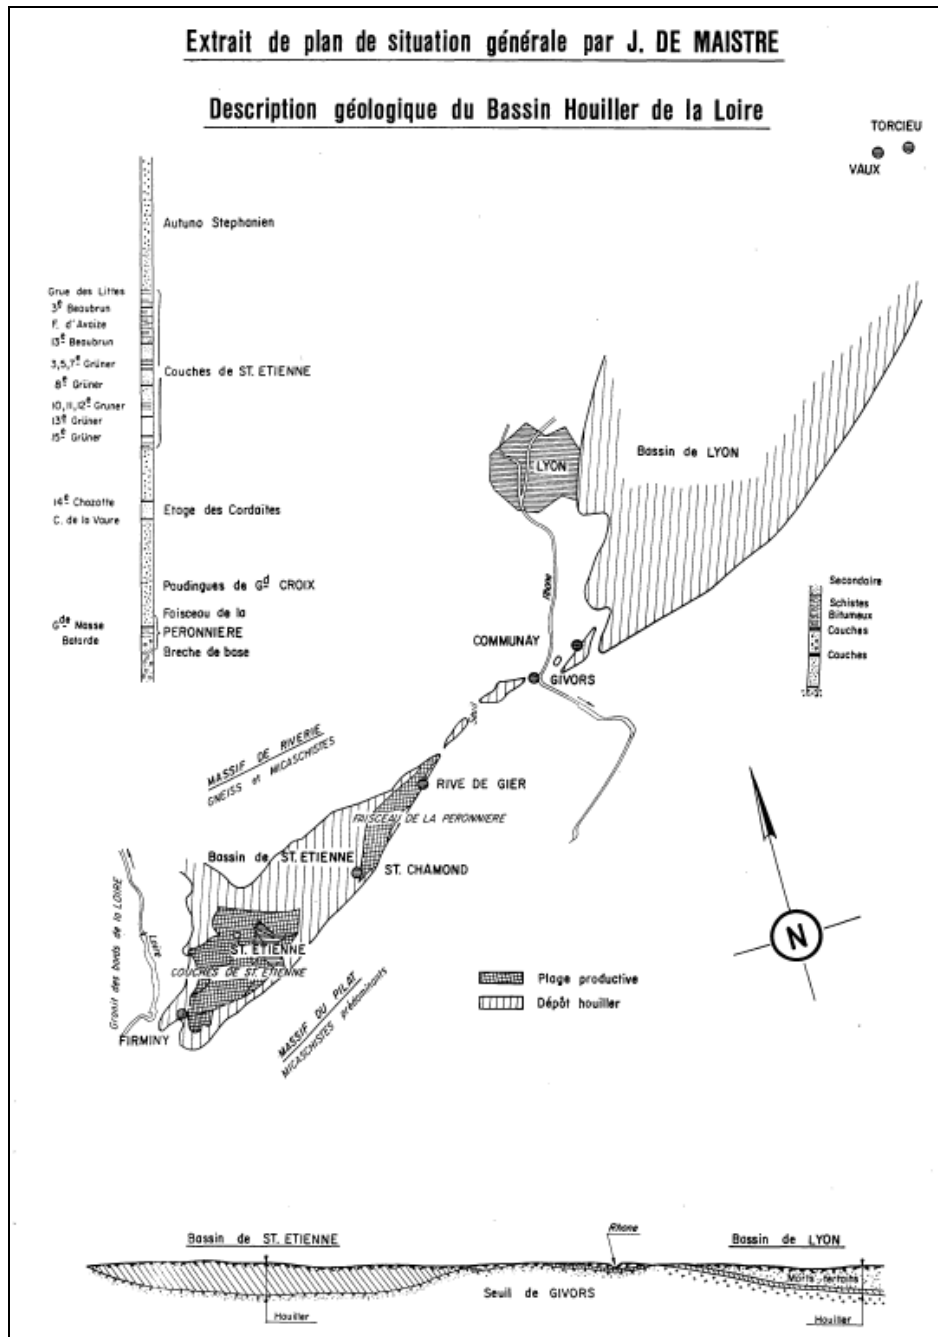 Extrait de plan de situation générale par J. DE MAISTRE
Description géologique du Bassin Houiller de la Loire
TORCIEU
VAUX
Autuno Stephanien
Grue des Littes
3e Beaubrun
F. d'Avaize
13e Beaubrun
3,5,7e Grüner
8e Grüner
10,11,12e Gruner
13e Grüner
15e Grüner
Couches de ST. ETIENNE
14e Chazotte
C. de la Vaure
Etage des Cordaites
Poudingues de Gd CROIX
Faisceau de la
PERONNIERE
Gde Masse
Batarde
Breche de base
LYON
Bassin de LYON
Rhone
Secondaire
Schistes
Bitumeux
Couches
Couches
COMMUNAY
GIVORS
Seuil
MASSIF DE RIVERIE
GNEISS et MICASCHISTES
RIVE DE GIER
FAISCEAU DE LA PERONNIERE
Bassin de ST. ETIENNE
ST. CHAMOND
Granit des bords de la LOIRE
Loire
ST. ETIENNE
COUCHES DE ST. ETIENNE
FIRMINY
MASSIF DU PILAT
MICASCHISTES prédominants
N
Plage productive
Dépôt houiller
Bassin de ST. ETIENNE
Rhone
Bassin de LYON
Morts terrains
Seuil de GIVORS
Houiller
Houiller